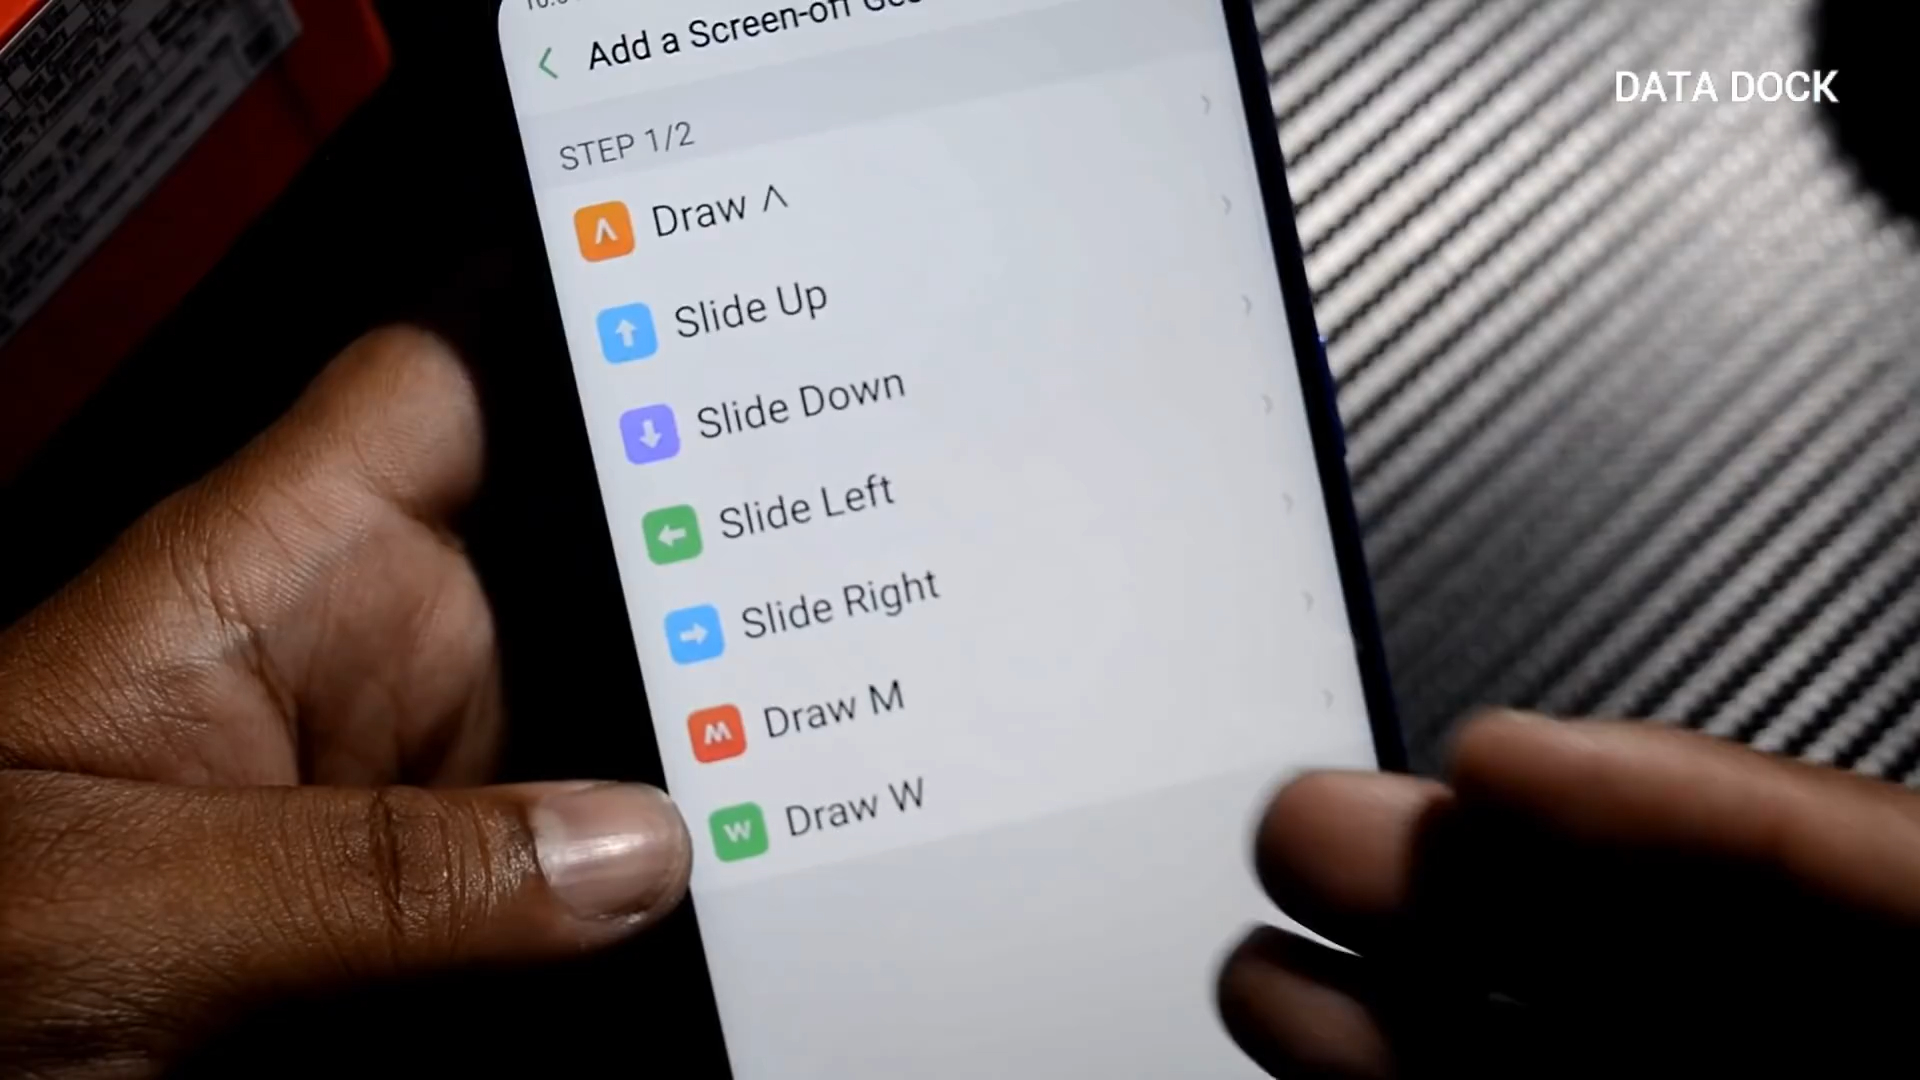 Add a Screen-off
DATA DOCK
STEP 1/2
Draw Λ
Slide Up
Slide Down
Slide Left
Slide Right
M
Draw M
W
Draw W